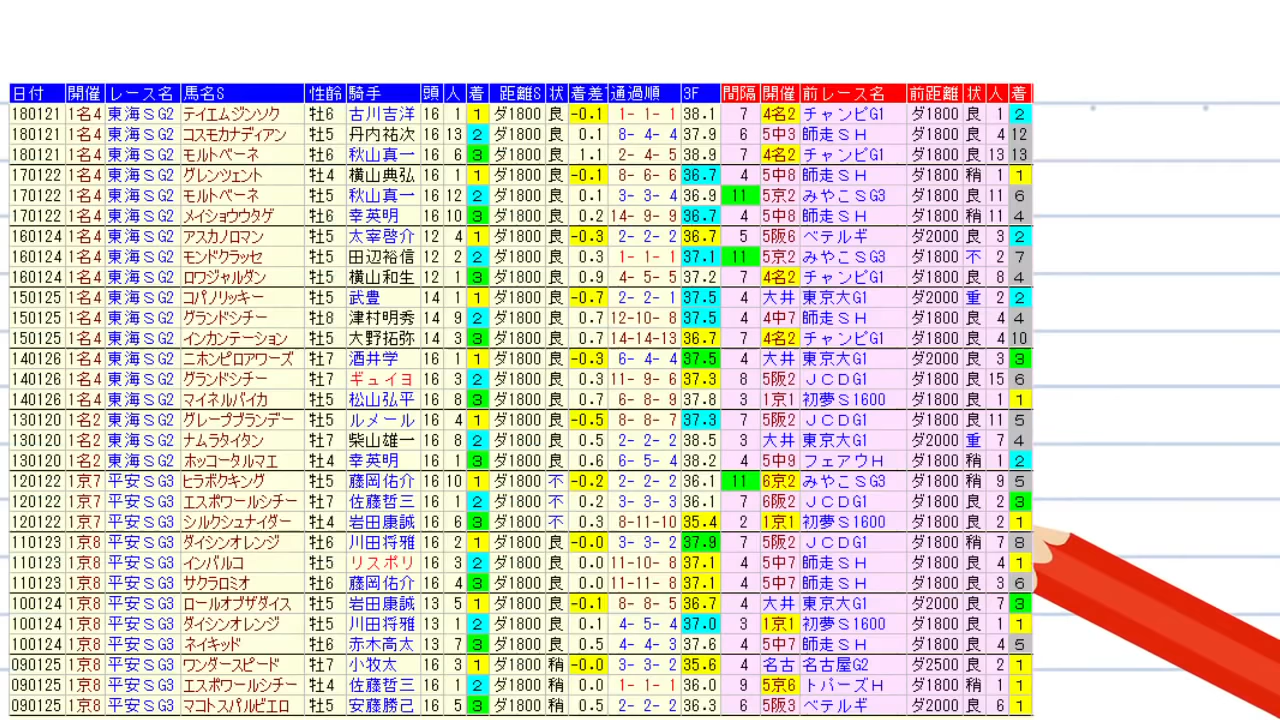 日付 開催 レース名 馬名S 性齢 騎手 頭 人 着 距離S 状 着差 通過順 3F 間隔 開催 前レース名 前距離 状 人 着
180121 1名4 東海SG2 テイエムジンソク 牡6 古川吉洋 16 1 1 ダ1800 良 -0.1 1- 1- 1 38.1 7 4名2 チャンピG1 ダ1800 良 1 2
180121 1名4 東海SG2 コスモカナディアン 牡5 丹内祐次 16 13 2 ダ1800 良 0.1 8- 4- 4 37.9 6 5中3 師走SH ダ1800 良 4 12
180121 1名4 東海SG2 モルトベーネ 牡6 秋山真一 16 6 3 ダ1800 良 1.1 2- 4- 5 38.9 7 4名2 チャンピG1 ダ1800 良 13 13
170122 1名4 東海SG2 グレンツェント 牡4 横山典弘 16 1 1 ダ1800 良 -0.1 8- 6- 6 36.7 4 5中8 師走SH ダ1800 稍 1 1
170122 1名4 東海SG2 モルトベーネ 牡5 秋山真一 16 12 2 ダ1800 良 0.1 3- 3- 4 36.9 11 5京2 みやこSG3 ダ1800 良 11 6
170122 1名4 東海SG2 メイショウウタゲ 牡6 幸英明 16 10 3 ダ1800 良 0.2 14- 9- 9 36.7 4 5中8 師走SH ダ1800 稍 11 4
160124 1名4 東海SG2 アスカノロマン 牡5 太宰啓介 12 4 1 ダ1800 良 -0.3 2- 2- 2 36.7 5 5阪6 ベテルギ ダ2000 良 3 2
160124 1名4 東海SG2 モンドクラッセ 牡5 田辺裕信 12 2 2 ダ1800 良 0.3 1- 1- 1 37.1 11 5京2 みやこSG3 ダ1800 不 2 7
160124 1名4 東海SG2 ロワジャルダン 牡5 横山和生 12 1 3 ダ1800 良 0.9 4- 5- 5 37.2 7 4名2 チャンピG1 ダ1800 良 8 4
150125 1名4 東海SG2 コパノリッキー 牡5 武豊 14 1 1 ダ1800 良 -0.7 2- 2- 1 37.5 4 大井 東京大G1 ダ2000 重 2 2
150125 1名4 東海SG2 グランドシチー 牡8 津村明秀 14 9 2 ダ1800 良 0.7 12-10- 8 37.5 4 4中7 師走SH ダ1800 良 4 4
150125 1名4 東海SG2 インカンテーション 牡5 大野拓弥 14 3 3 ダ1800 良 0.7 14-14-13 36.7 7 4名2 チャンピG1 ダ1800 良 4 10
140126 1名4 東海SG2 ニホンピロアワーズ 牡7 酒井学 16 1 1 ダ1800 良 -0.3 6- 4- 4 37.5 4 大井 東京大G1 ダ2000 良 3 3
140126 1名4 東海SG2 グランドシチー 牡7 ギュイヨ 16 3 2 ダ1800 良 0.3 11- 9- 6 37.3 8 5阪2 JCDG1 ダ1800 良 15 6
140126 1名4 東海SG2 マイネルバイカ 牡5 松山弘平 16 8 3 ダ1800 良 0.7 6- 8- 9 37.8 3 1京1 初夢S1600 ダ1800 良 1 1
130120 1名2 東海SG2 グレープブランデー 牡5 ルメール 16 4 1 ダ1800 良 -0.5 8- 8- 7 37.3 7 5阪2 JCDG1 ダ1800 良 11 5
130120 1名2 東海SG2 ナムラタイタン 牡7 柴山雄一 16 8 2 ダ1800 良 0.5 2- 2- 2 38.5 3 大井 東京大G1 ダ2000 重 7 4
130120 1名2 東海SG2 ホッコータルマエ 牡4 幸英明 16 1 3 ダ1800 良 0.6 6- 5- 4 38.2 4 5中9 フェアウH ダ1800 稍 1 2
120122 1京7 平安SG3 ヒラボクキング 牡5 藤岡佑介 16 10 1 ダ1800 不 -0.2 2- 2- 2 36.1 11 6京2 みやこSG3 ダ1800 稍 9 5
120122 1京7 平安SG3 エスポワールシチー 牡7 佐藤哲三 16 1 2 ダ1800 不 0.2 3- 3- 3 36.1 7 6阪2 JCDG1 ダ1800 良 2 3
120122 1京7 平安SG3 シルクシュナイダー 牡4 岩田康誠 16 6 3 ダ1800 不 0.3 8-11-10 35.4 2 1京1 初夢S1600 ダ1800 良 2 1
110123 1京8 平安SG3 ダイシンオレンジ 牡6 川田将雅 16 2 1 ダ1800 良 -0.0 3- 3- 2 37.9 7 5阪2 JCDG1 ダ1800 稍 7 8
110123 1京8 平安SG3 インバルコ 牡5 リスポリ 16 3 2 ダ1800 良 0.0 11-10- 8 37.1 4 5中7 師走SH ダ1800 良 4 1
110123 1京8 平安SG3 サクラロミオ 牡6 藤岡佑介 16 4 3 ダ1800 良 0.0 11-11- 8 37.1 4 5中7 師走SH ダ1800 良 3 6
100124 1京8 平安SG3 ロールオブザダイス 牡5 岩田康誠 13 5 1 ダ1800 良 -0.1 8- 8- 5 36.7 4 大井 東京大G1 ダ2000 良 7 3
100124 1京8 平安SG3 ダイシンオレンジ 牡5 川田将雅 13 1 2 ダ1800 良 0.1 4- 5- 4 37.0 3 1京1 初夢S1600 ダ1800 良 1 1
100124 1京8 平安SG3 ネイキッド 牡6 赤木高太 13 7 3 ダ1800 良 0.5 4- 4- 3 37.6 4 5中7 師走SH ダ1800 良 4 5
090125 1京8 平安SG3 ワンダースピード 牡7 小牧太 16 3 1 ダ1800 稍 -0.0 3- 3- 2 35.6 4 名古 名古屋G2 ダ2500 良 2 1
090125 1京8 平安SG3 エスポワールシチー 牡4 佐藤哲三 16 1 2 ダ1800 稍 0.0 1- 1- 1 36.0 9 5京6 トパーズH ダ1800 稍 1 1
090125 1京8 平安SG3 マコトスパルビエロ 牡5 安藤勝己 16 5 3 ダ1800 稍 0.5 2- 2- 2 36.3 6 5阪3 ベテルギ ダ1800 良 6 1